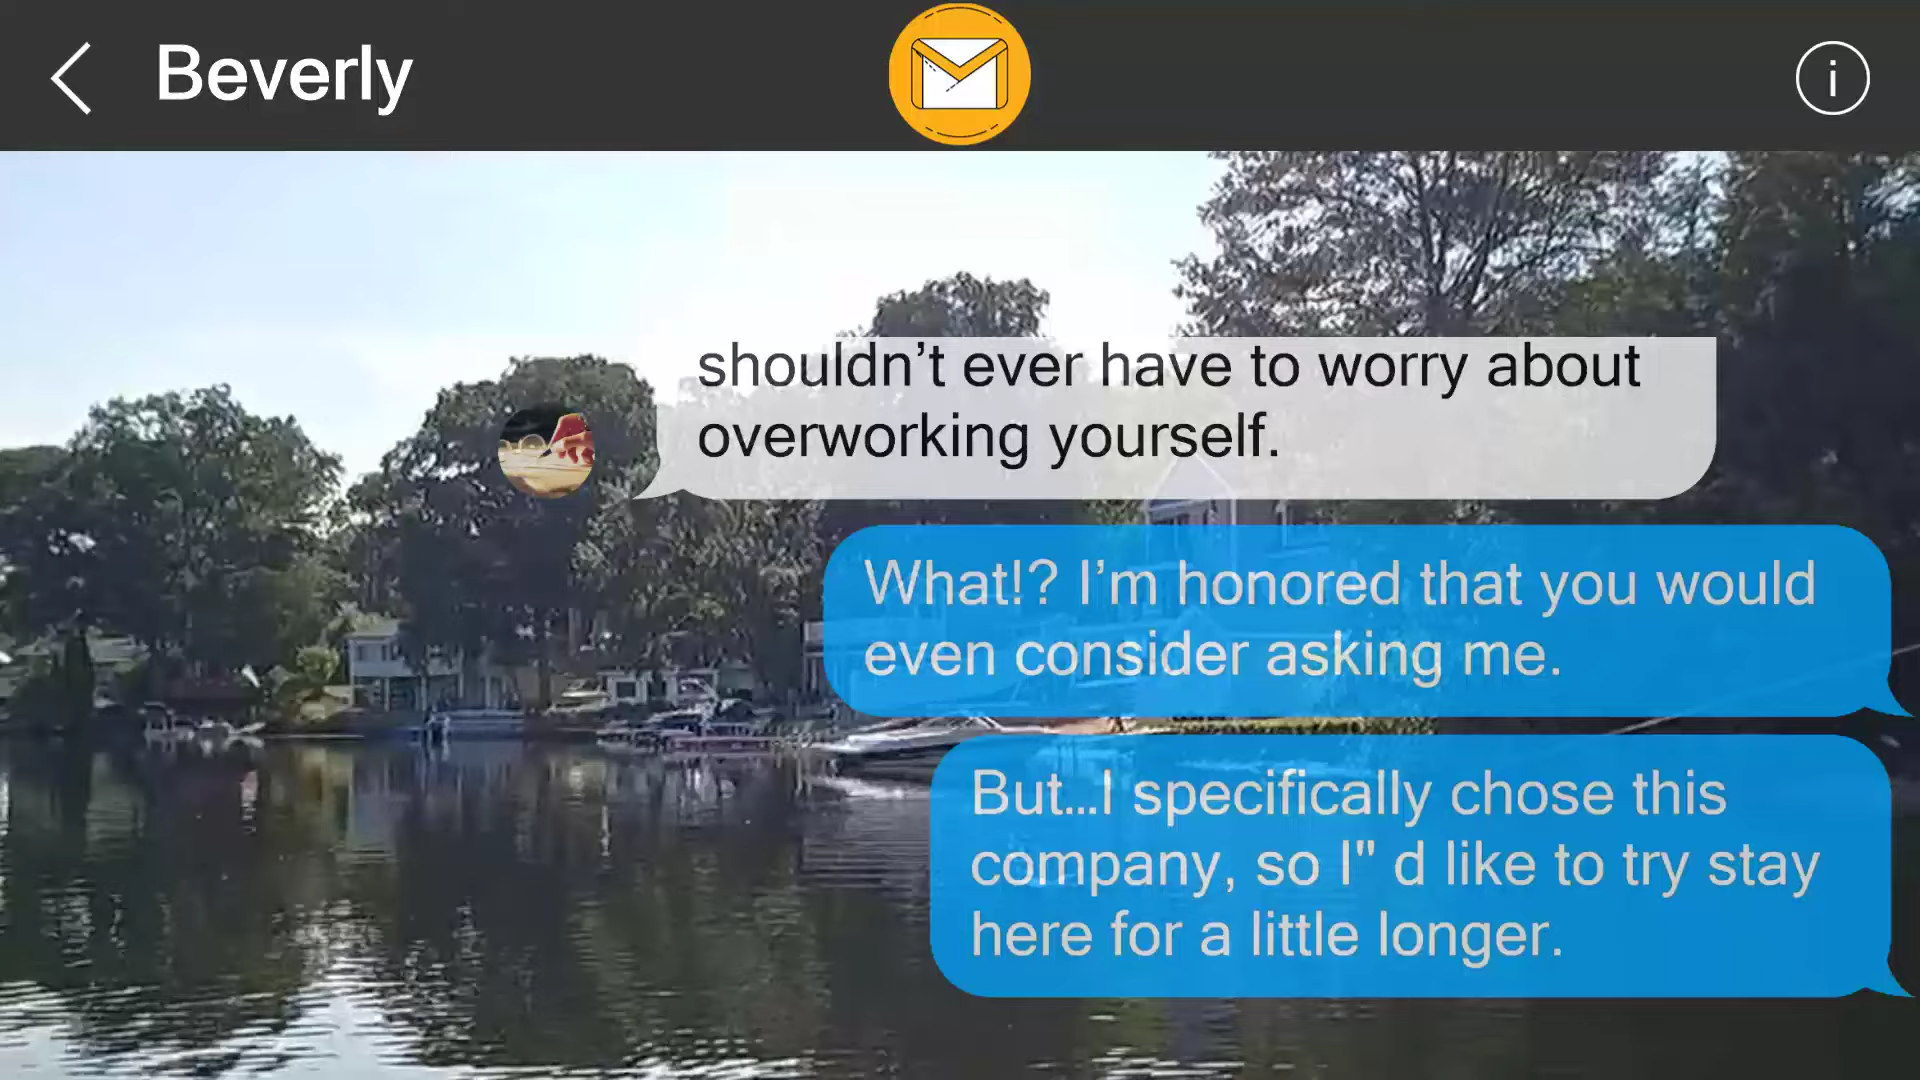 Beverly
i
shouldn’t ever have to worry about
overworking yourself.
What!? I’m honored that you would
even consider asking me.
But...I specifically chose this
company, so I" d like to try stay
here for a little longer.